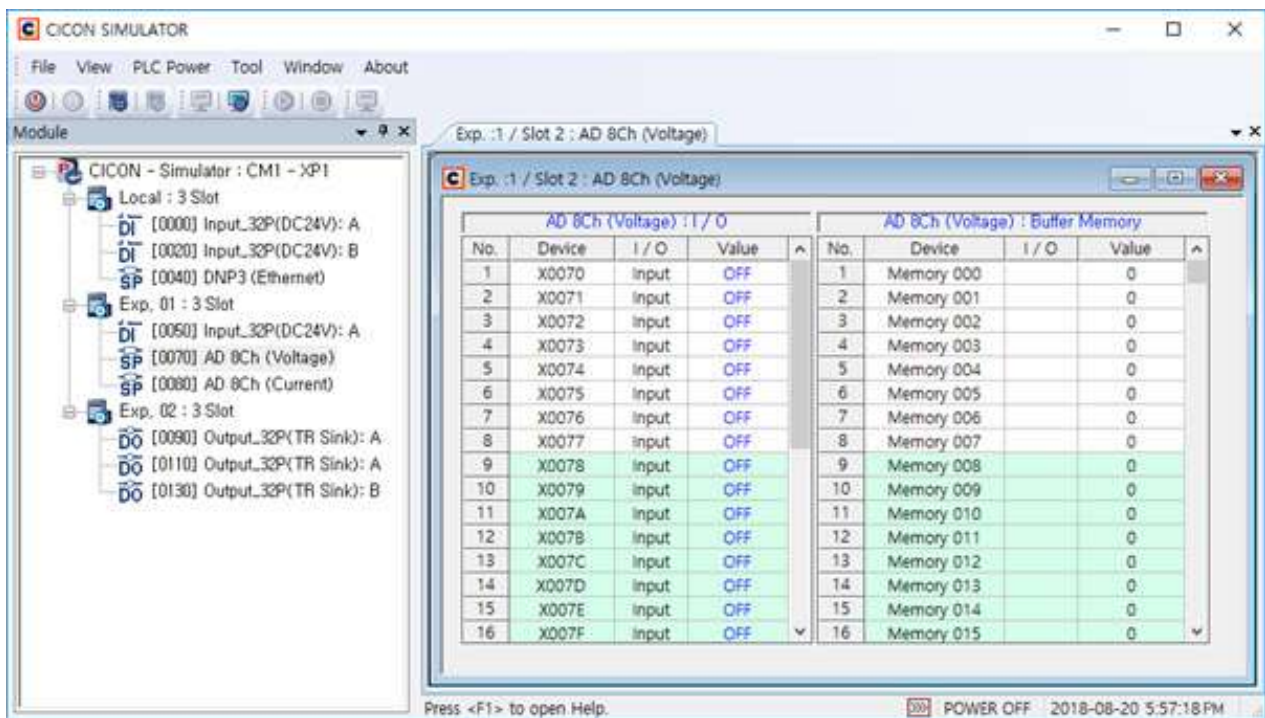 CICON SIMULATOR
File View PLC Power Tool Window About
Module
CICON - Simulator : CM1 - XP1
Local : 3 Slot
DI [0000] Input_32P(DC24V): A
DI [0020] Input_32P(DC24V): B
SP [0040] DNP3 (Ethernet)
Exp. 01 : 3 Slot
DI [0050] Input_32P(DC24V): A
SP [0070] AD 8Ch (Voltage)
SP [0080] AD 8Ch (Current)
Exp. 02 : 3 Slot
DO [0090] Output_32P(TR Sink): A
DO [0110] Output_32P(TR Sink): A
DO [0130] Output_32P(TR Sink): B
Exp. :1 / Slot 2 : AD 8Ch (Voltage)
C Exp. :1 / Slot 2 : AD 8Ch (Voltage)
AD 8Ch (Voltage) : I / O AD 8Ch (Voltage) : Buffer Memory
No. Device I / O Value No. Device I / O Value
1 X0070 Input OFF 1 Memory 000 0
2 X0071 Input OFF 2 Memory 001 0
3 X0072 Input OFF 3 Memory 002 0
4 X0073 Input OFF 4 Memory 003 0
5 X0074 Input OFF 5 Memory 004 0
6 X0075 Input OFF 6 Memory 005 0
7 X0076 Input OFF 7 Memory 006 0
8 X0077 Input OFF 8 Memory 007 0
9 X0078 Input OFF 9 Memory 008 0
10 X0079 Input OFF 10 Memory 009 0
11 X007A Input OFF 11 Memory 010 0
12 X007B Input OFF 12 Memory 011 0
13 X007C Input OFF 13 Memory 012 0
14 X007D Input OFF 14 Memory 013 0
15 X007E Input OFF 15 Memory 014 0
16 X007F Input OFF 16 Memory 015 0
Press <F1> to open Help. POWER OFF 2018-08-20 5:57:18 PM